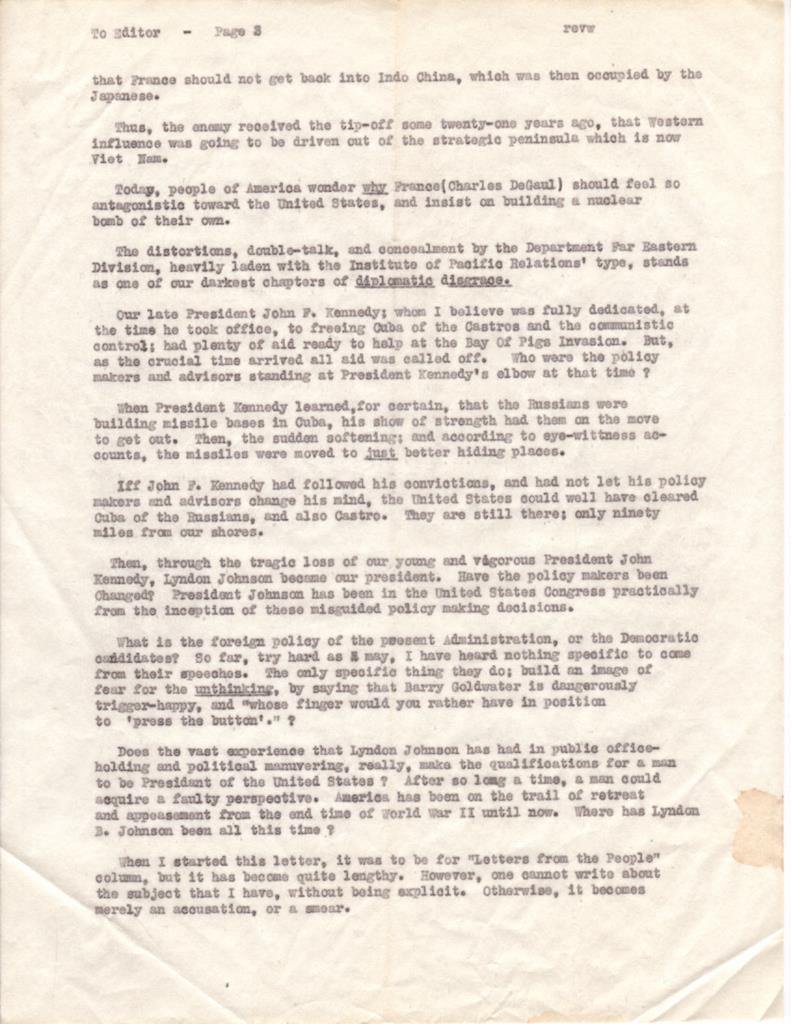 To Editor - Page 3 revw
that France should not get back into Indo China, which was then occupied by the
Japanese.
Thus, the enemy received the tip-off some twenty-one years ago, that Western
influence was going to be driven out of the strategic peninsula which is now
Viet Nam.
Today, people of America wonder why France(Charles DeGaul) should feel so
antagonistic toward the United States, and insist on building a nuclear
bomb of their own.
The distortions, double-talk, and concealment by the Department Far Eastern
Division, heavily laden with the Institute of Pacific Relations' type, stands
as one of our darkest chapters of diplomatic disgrace.
Our late President John F. Kennedy; whom I believe was fully dedicated, at
the time he took office, to freeing Cuba of the Castros and the communistic
control; had plenty of aid ready to help at the Bay Of Pigs Invasion. But,
as the crucial time arrived all aid was called off. Who were the policy
makers and advisors standing at President Kennedy's elbow at that time ?
When President Kennedy learned,for certain, that the Russians were
building missile bases in Cuba, his show of strength had them on the move
to get out. Then, the sudden softening; and according to eye-wittness ac-
counts, the missiles were moved to just better hiding places.
Iff John F. Kennedy had followed his convictions, and had not let his policy
makers and advisors change his mind, the United States could well have cleared
Cuba of the Russians, and also Castro. They are still there; only ninety
miles from our shores.
Then, through the tragic loss of our young and vigorous President John
Kennedy, Lyndon Johnson became our president. Have the policy makers been
Changed? President Johnson has been in the United States Congress practically
from the inception of these misguided policy making decisions.
What is the foreign policy of the present Administration, or the Democratic
candidates? So far, try hard as I may, I have heard nothing specific to come
from their speeches. The only specific thing they do; build an image of
fear for the unthinking, by saying that Barry Goldwater is dangerously
trigger-happy, and "whose finger would you rather have in position
to 'press the button'." ?
Does the vast experience that Lyndon Johnson has had in public office-
holding and political manuvering, really, make the qualifications for a man
to be President of the United States ? After so long a time, a man could
acquire a faulty perspective. America has been on the trail of retreat
and appeasement from the end time of World War II until now. Where has Lyndon
B. Johnson been all this time ?
When I started this letter, it was to be for "Letters from the People"
column, but it has become quite lengthy. However, one cannot write about
the subject that I have, without being explicit. Otherwise, it becomes
merely an accusation, or a smear.